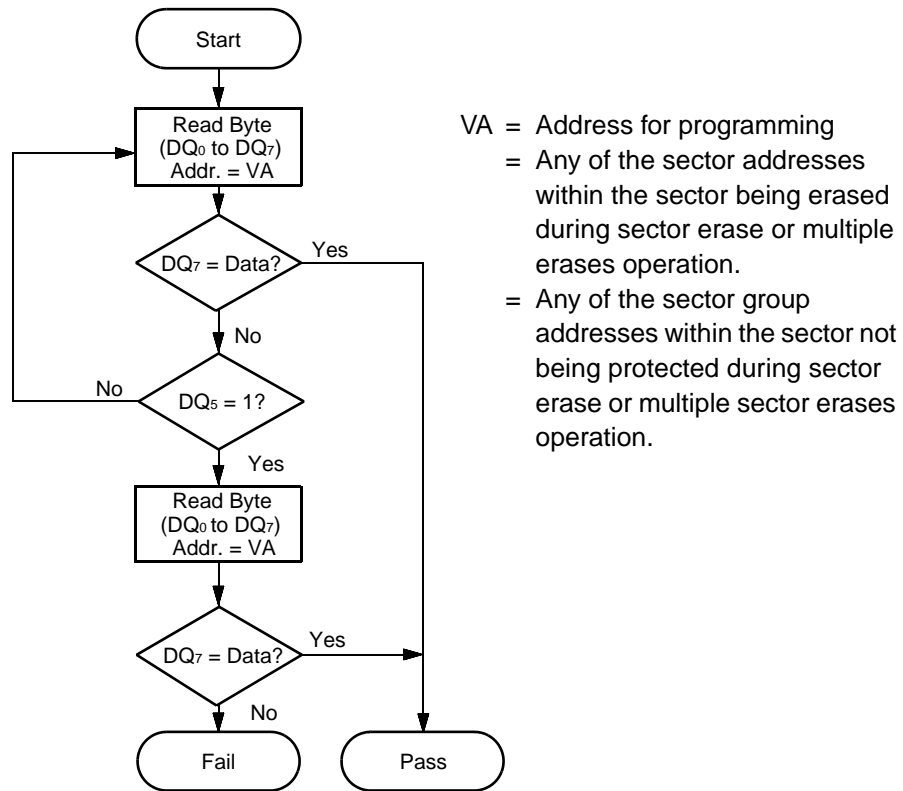 Start
Read Byte
(DQ0 to DQ7)
Addr. = VA
DQ7 = Data?
Yes
No
DQ5 = 1?
No
Yes
Read Byte
(DQ0 to DQ7)
Addr. = VA
DQ7 = Data?
Yes
No
Fail
Pass
VA = Address for programming
= Any of the sector addresses
within the sector being erased
during sector erase or multiple
erases operation.
= Any of the sector group
addresses within the sector not
being protected during sector
erase or multiple sector erases
operation.